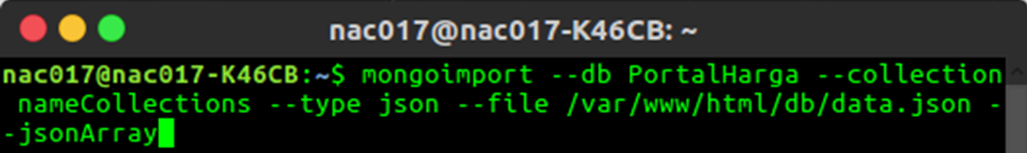 nac017@nac017-K46CB: ~
nac017@nac017-K46CB:~$ mongoimport --db PortalHarga --collection
nameCollections --type json --file /var/www/html/db/data.json -
-jsonArray